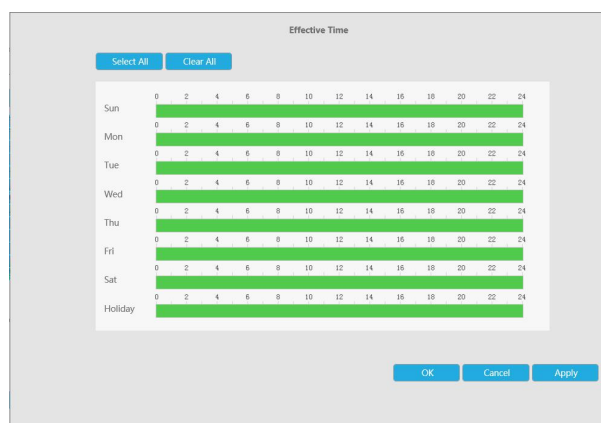 Effective Time
Select All Clear All
0 2 4 6 8 10 12 14 16 18 20 22 24
Sun
0 2 4 6 8 10 12 14 16 18 20 22 24
Mon
0 2 4 6 8 10 12 14 16 18 20 22 24
Tue
0 2 4 6 8 10 12 14 16 18 20 22 24
Wed
0 2 4 6 8 10 12 14 16 18 20 22 24
Thu
0 2 4 6 8 10 12 14 16 18 20 22 24
Fri
0 2 4 6 8 10 12 14 16 18 20 22 24
Sat
0 2 4 6 8 10 12 14 16 18 20 22 24
Holiday
OK Cancel Apply